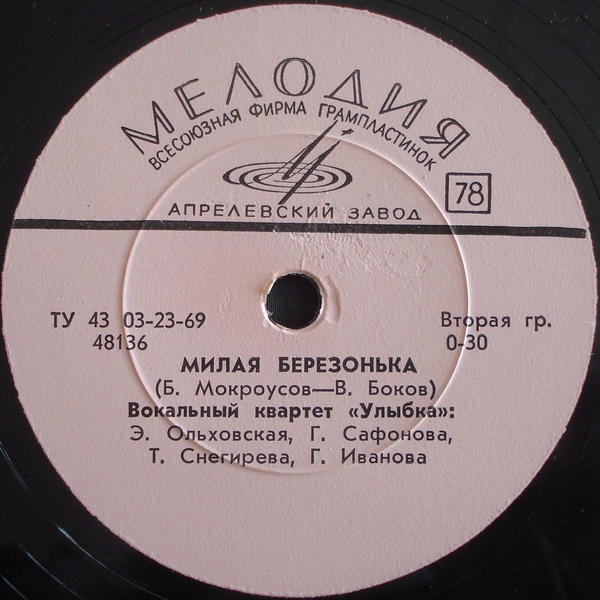 МЕЛОДИЯ
ВСЕСОЮЗНАЯ ФИРМА ГРАМПЛАСТИНОК
78
АПРЕЛЕВСКИЙ ЗАВОД
ТУ 43 03-23-69
Вторая гр.
48136
0-30
МИЛАЯ БЕРЕЗОНЬКА
(Б. Мокроусов—В. Боков)
Вокальный квартет «Улыбка»:
Э. Ольховская, Г. Сафонова,
Т. Снегирева, Г. Иванова